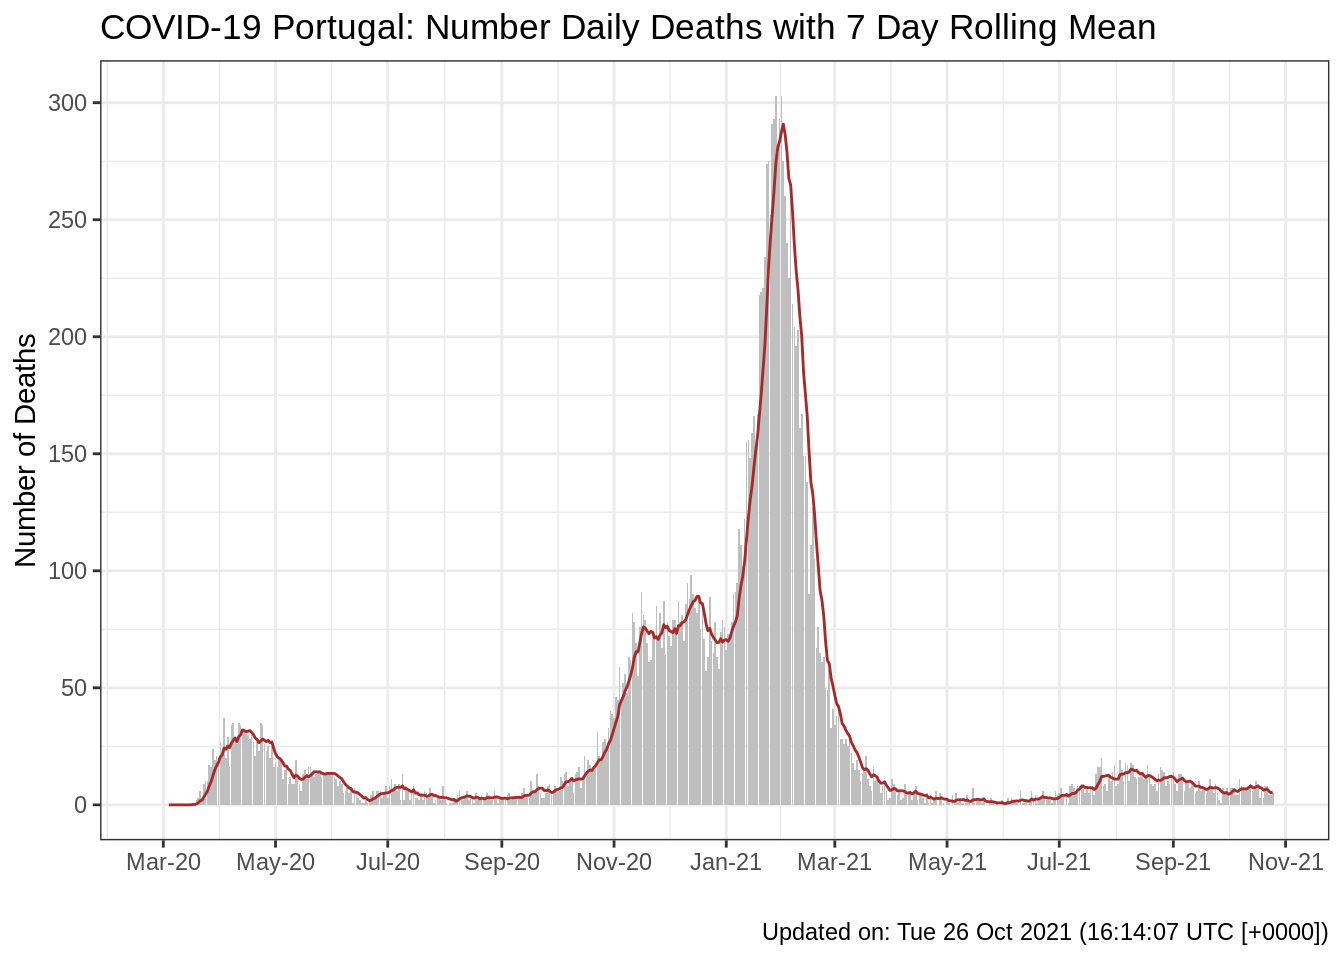 COVID-19 Portugal: Number Daily Deaths with 7 Day Rolling Mean
Number of Deaths
300
250
200
150
100
50
0
Mar-20 May-20 Jul-20 Sep-20 Nov-20 Jan-21 Mar-21 May-21 Jul-21 Sep-21 Nov-21
Updated on: Tue 26 Oct 2021 (16:14:07 UTC [+0000])